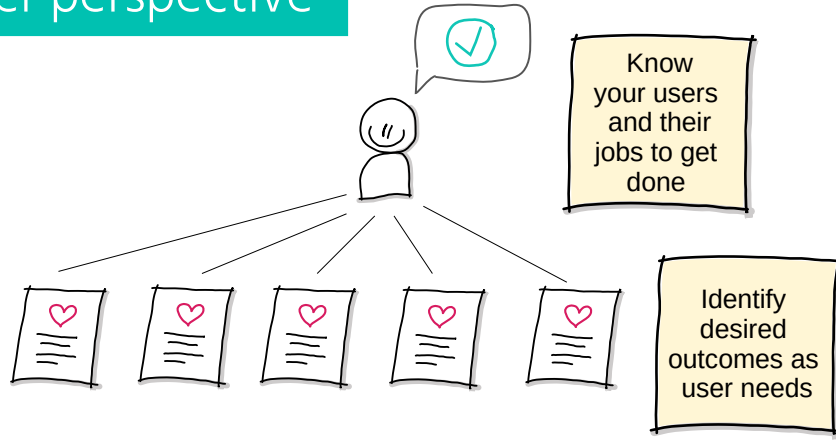 er perspective
Know
your users
and their
jobs to get
done
Identify
desired
outcomes as
user needs